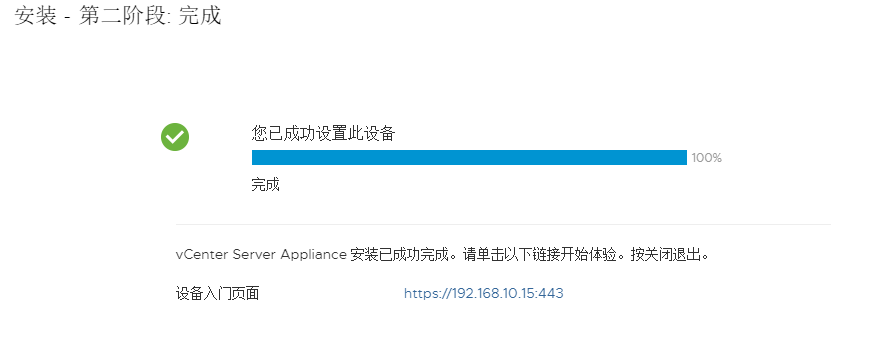 安装 - 第二阶段: 完成
您已成功设置此设备
100%
完成
vCenter Server Appliance 安装已成功完成。请单击以下链接开始体验。按关闭退出。
设备入门页面 https://192.168.10.15:443